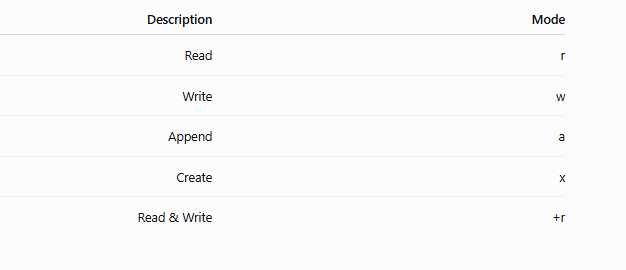 Description Mode
Read r
Write w
Append a
Create x
Read & Write +r